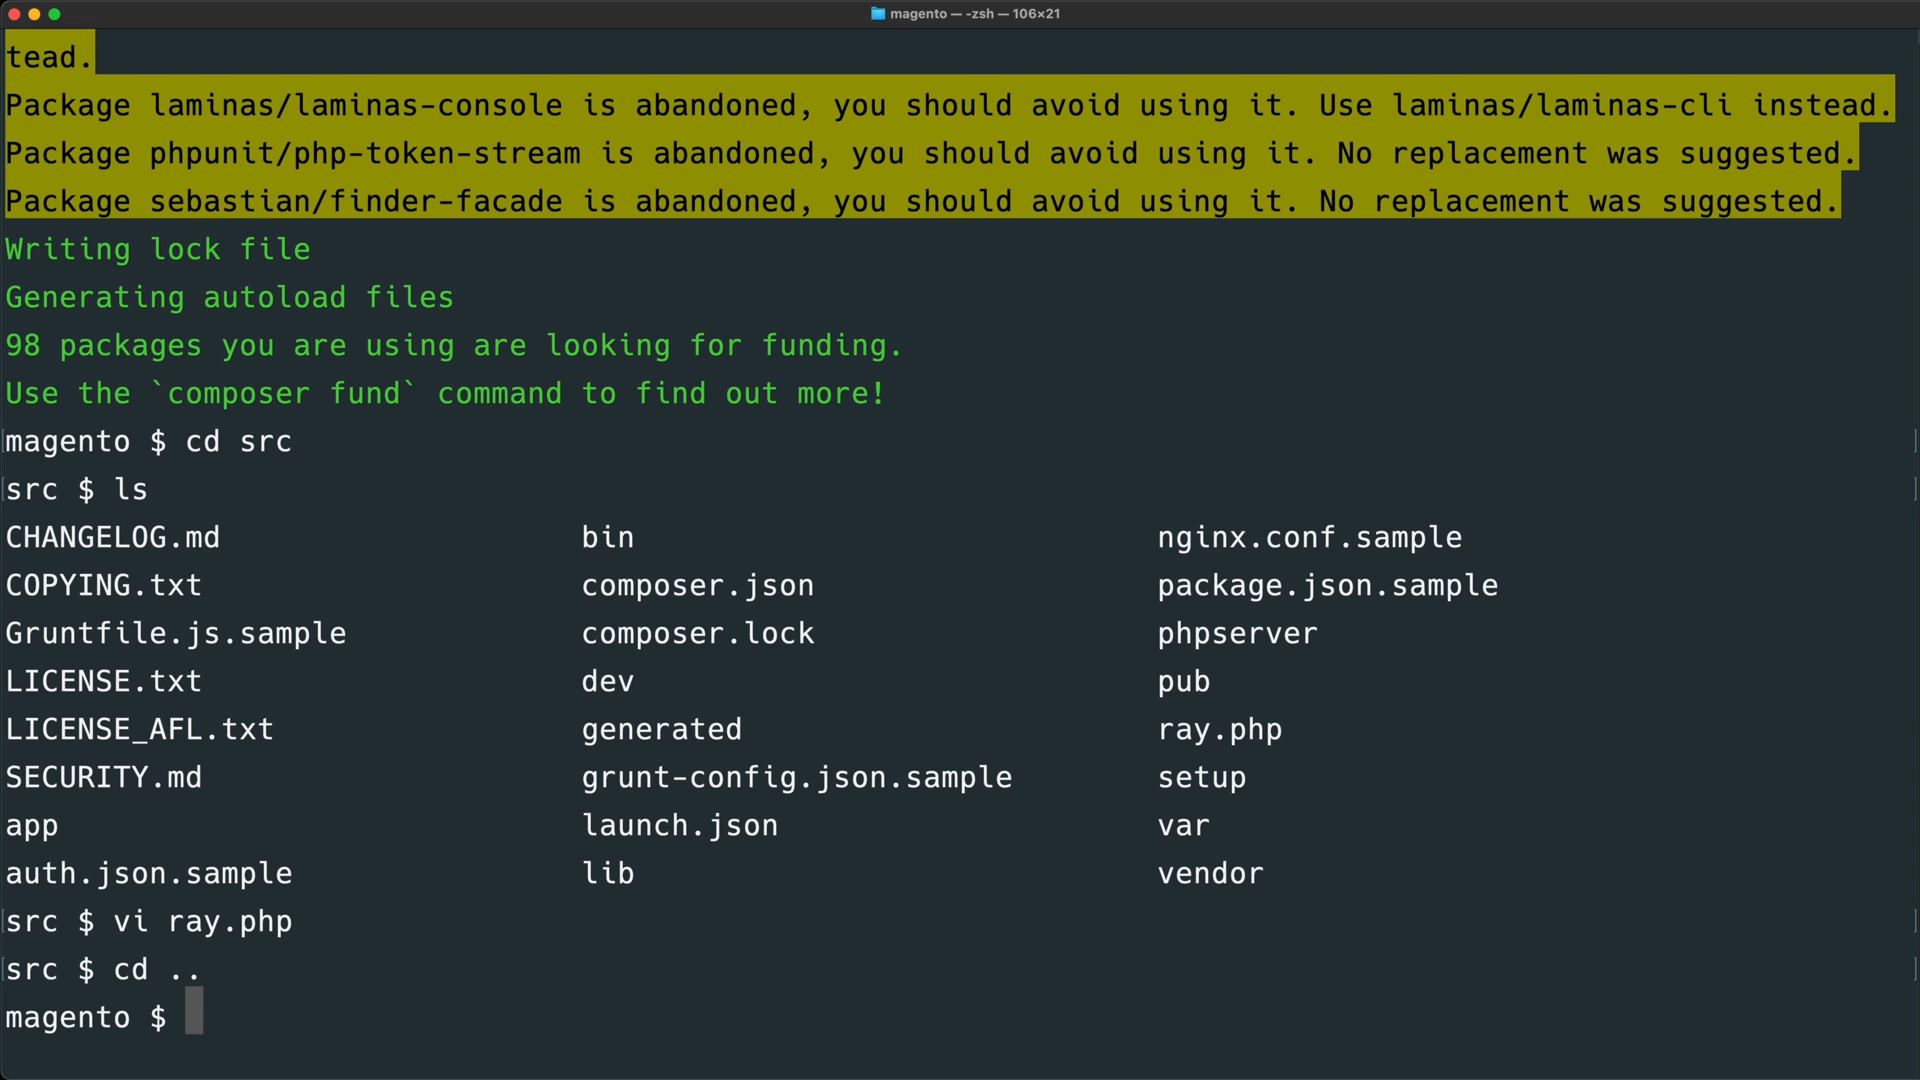 magento — -zsh — 106×21
tead.
Package laminas/laminas-console is abandoned, you should avoid using it. Use laminas/laminas-cli instead.
Package phpunit/php-token-stream is abandoned, you should avoid using it. No replacement was suggested.
Package sebastian/finder-facade is abandoned, you should avoid using it. No replacement was suggested.
Writing lock file
Generating autoload files
98 packages you are using are looking for funding.
Use the `composer fund` command to find out more!
magento $ cd src
src $ ls
CHANGELOG.md bin nginx.conf.sample
COPYING.txt composer.json package.json.sample
Gruntfile.js.sample composer.lock phpserver
LICENSE.txt dev pub
LICENSE_AFL.txt generated ray.php
SECURITY.md grunt-config.json.sample setup
app launch.json var
auth.json.sample lib vendor
src $ vi ray.php
src $ cd ..
magento $